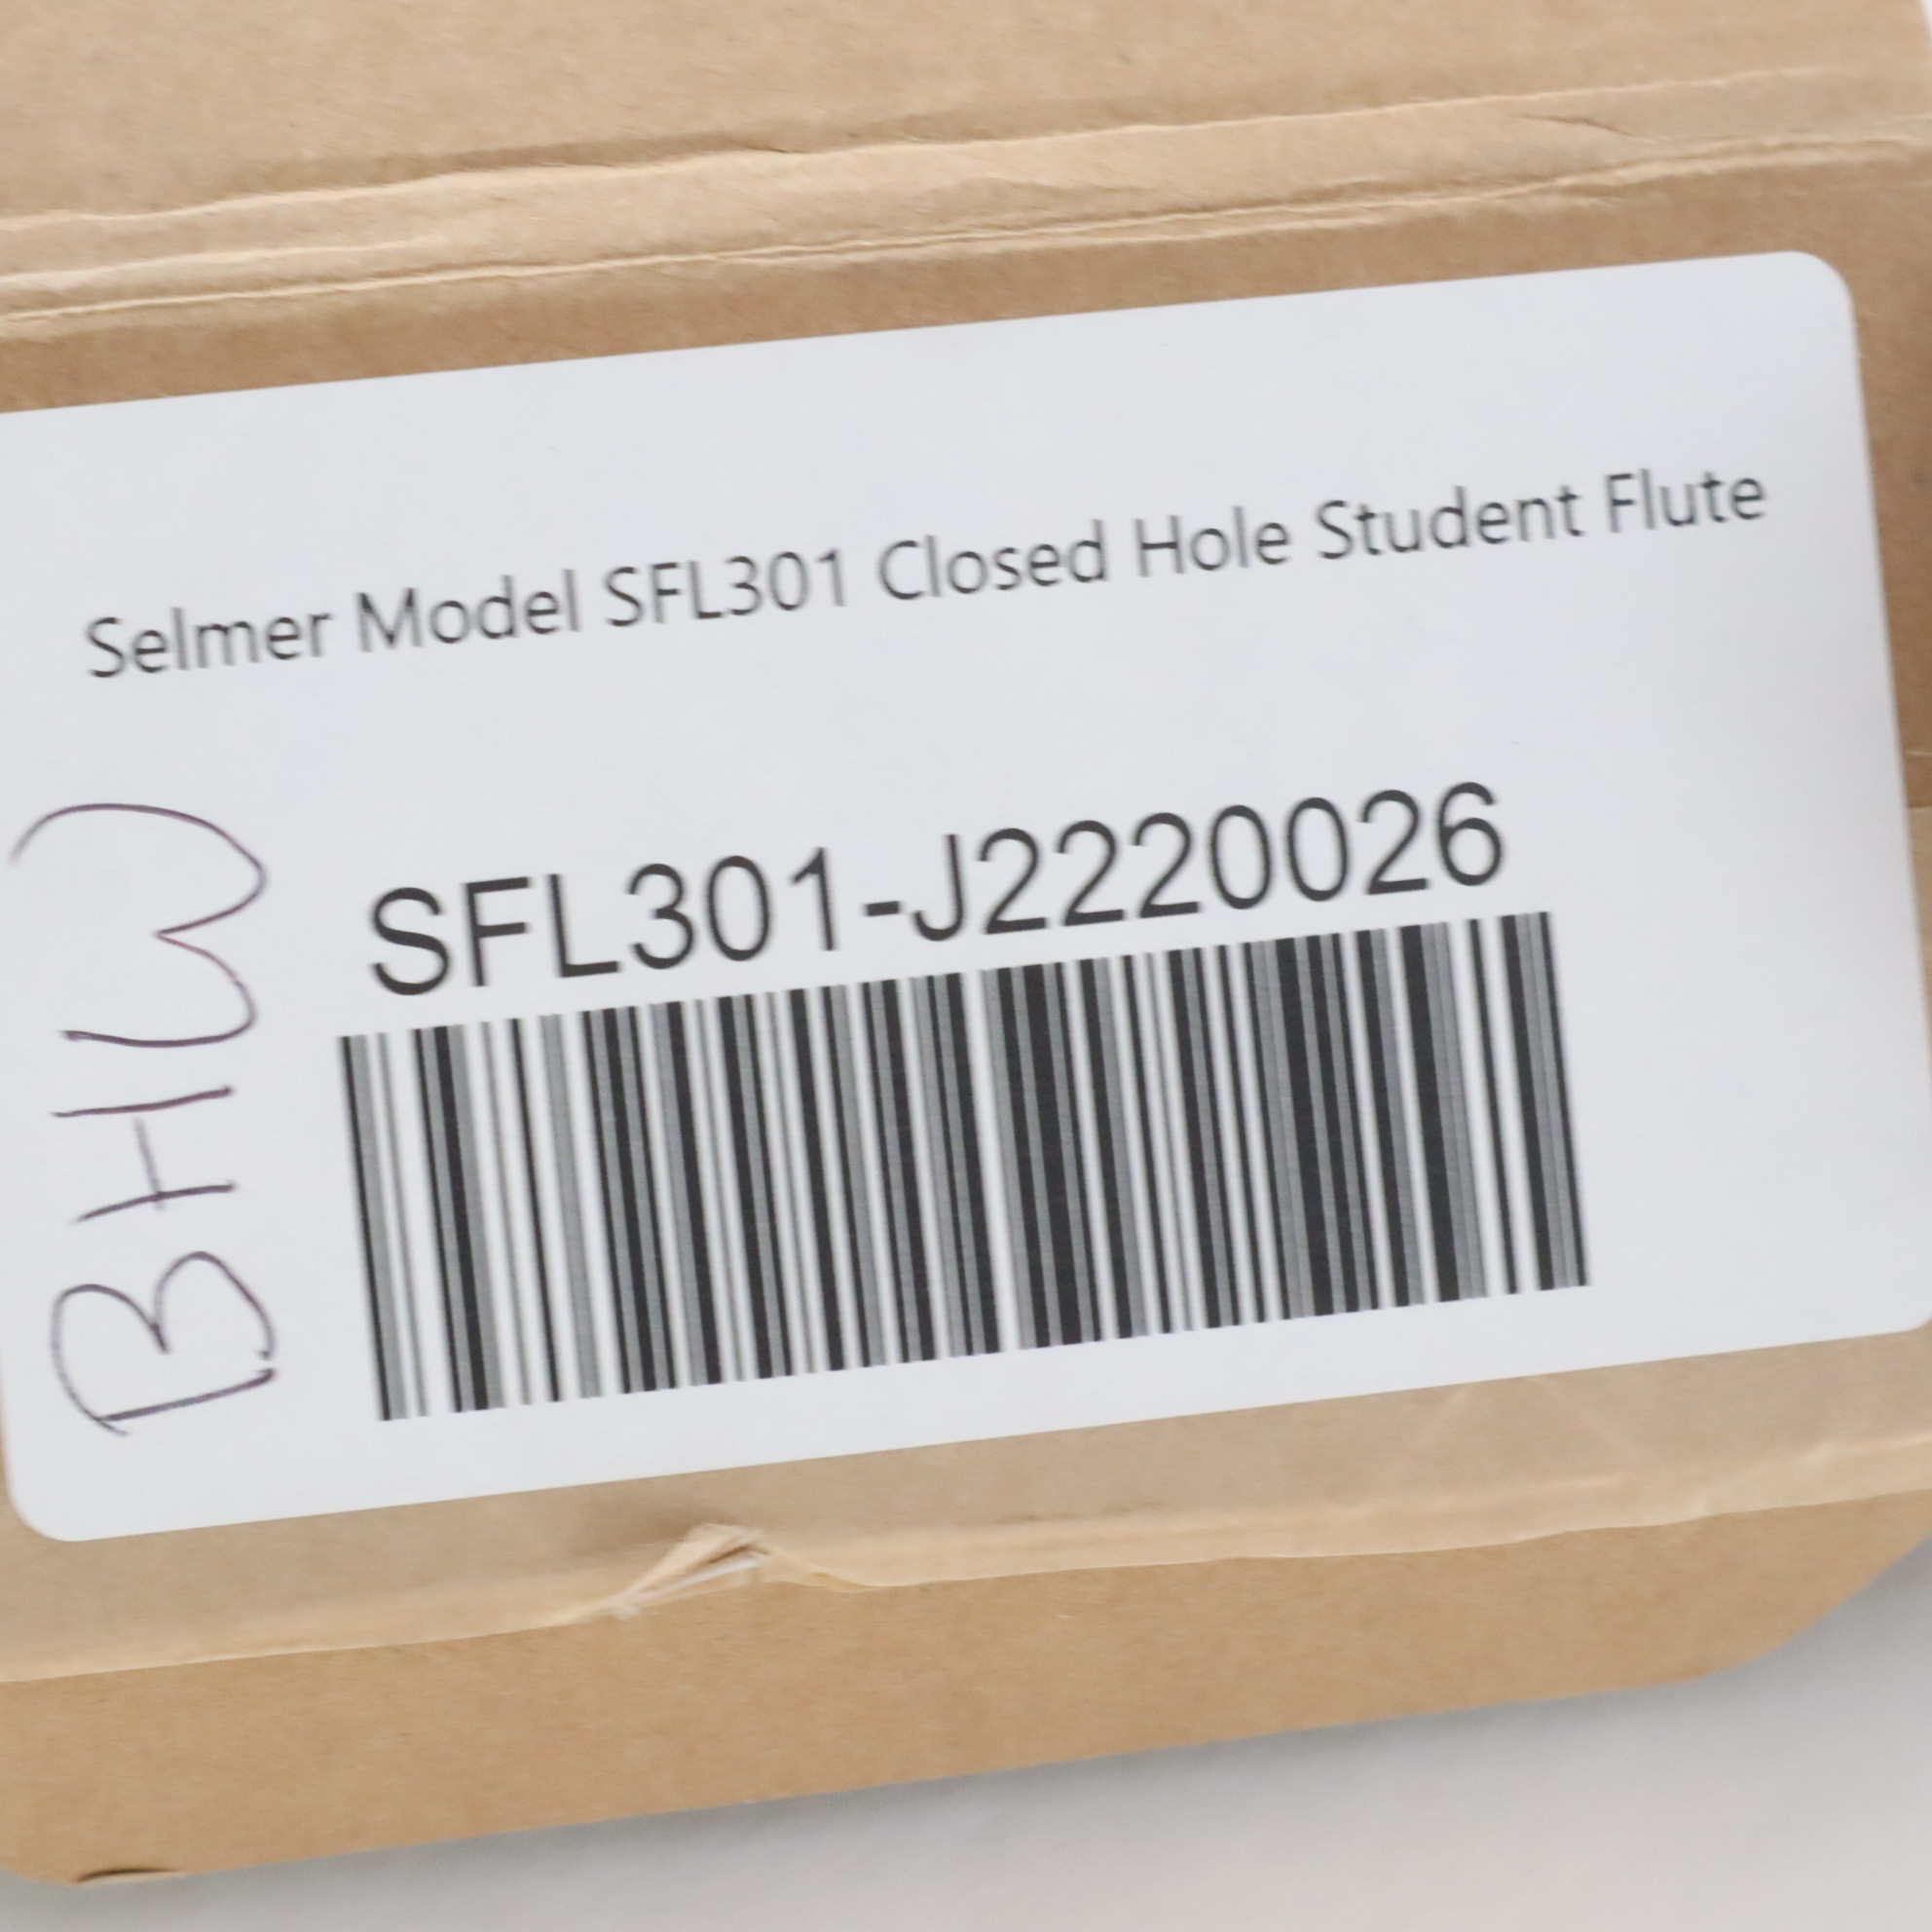 Selmer Model SFL301 Closed Hole Student Flute
SFL301-J2220026
BHW